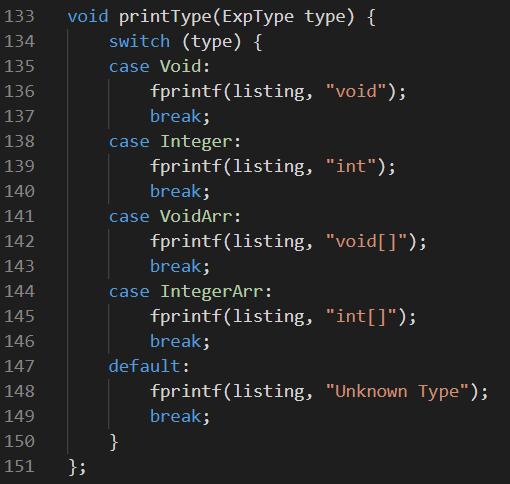 133 void printType(ExpType type) {
134     switch (type) {
135     case Void:
136         fprintf(listing, "void");
137         break;
138     case Integer:
139         fprintf(listing, "int");
140         break;
141     case VoidArr:
142         fprintf(listing, "void[]");
143         break;
144     case IntegerArr:
145         fprintf(listing, "int[]");
146         break;
147     default:
148         fprintf(listing, "Unknown Type");
149         break;
150     }
151 };